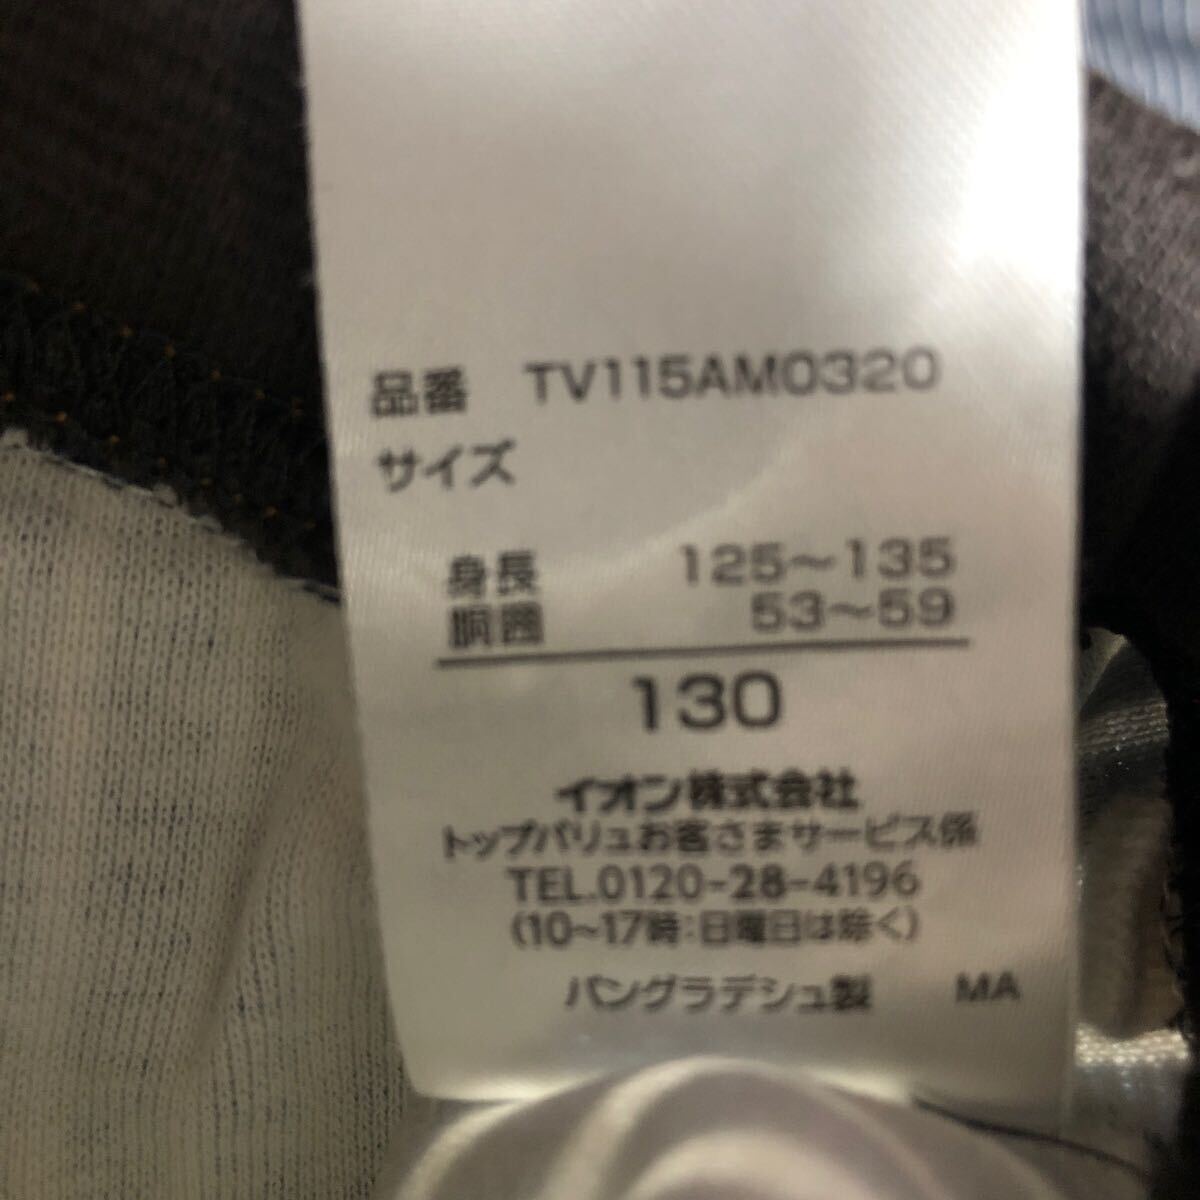 品番 TV115AM0320
サイズ
身長 125~135
胴囲 53~59
130
イオン株式会社
トップバリュお客さまサービス係
TEL.0120-28-4196
(10~17時:日曜日は除く)
バングラデシュ製 MA